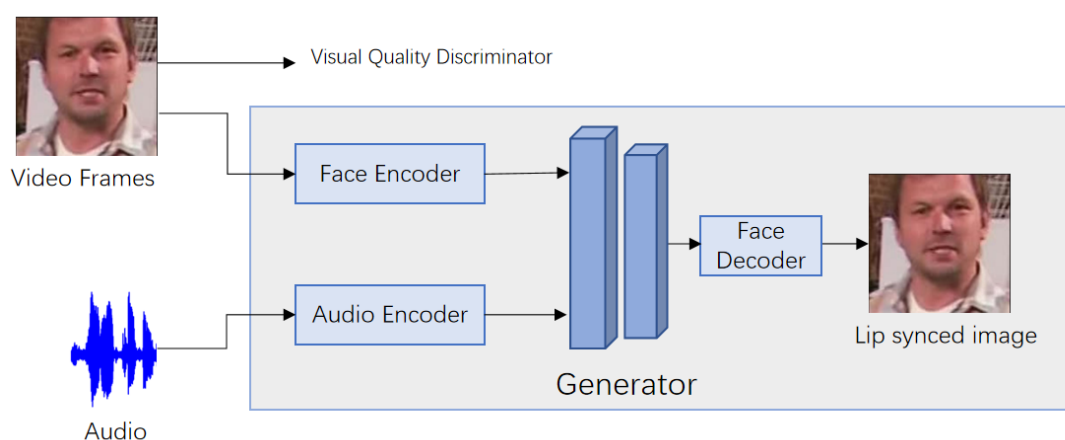 Visual Quality Discriminator
Video Frames
Face Encoder
Audio Encoder
Face
Decoder
Lip synced image
Generator
Audio